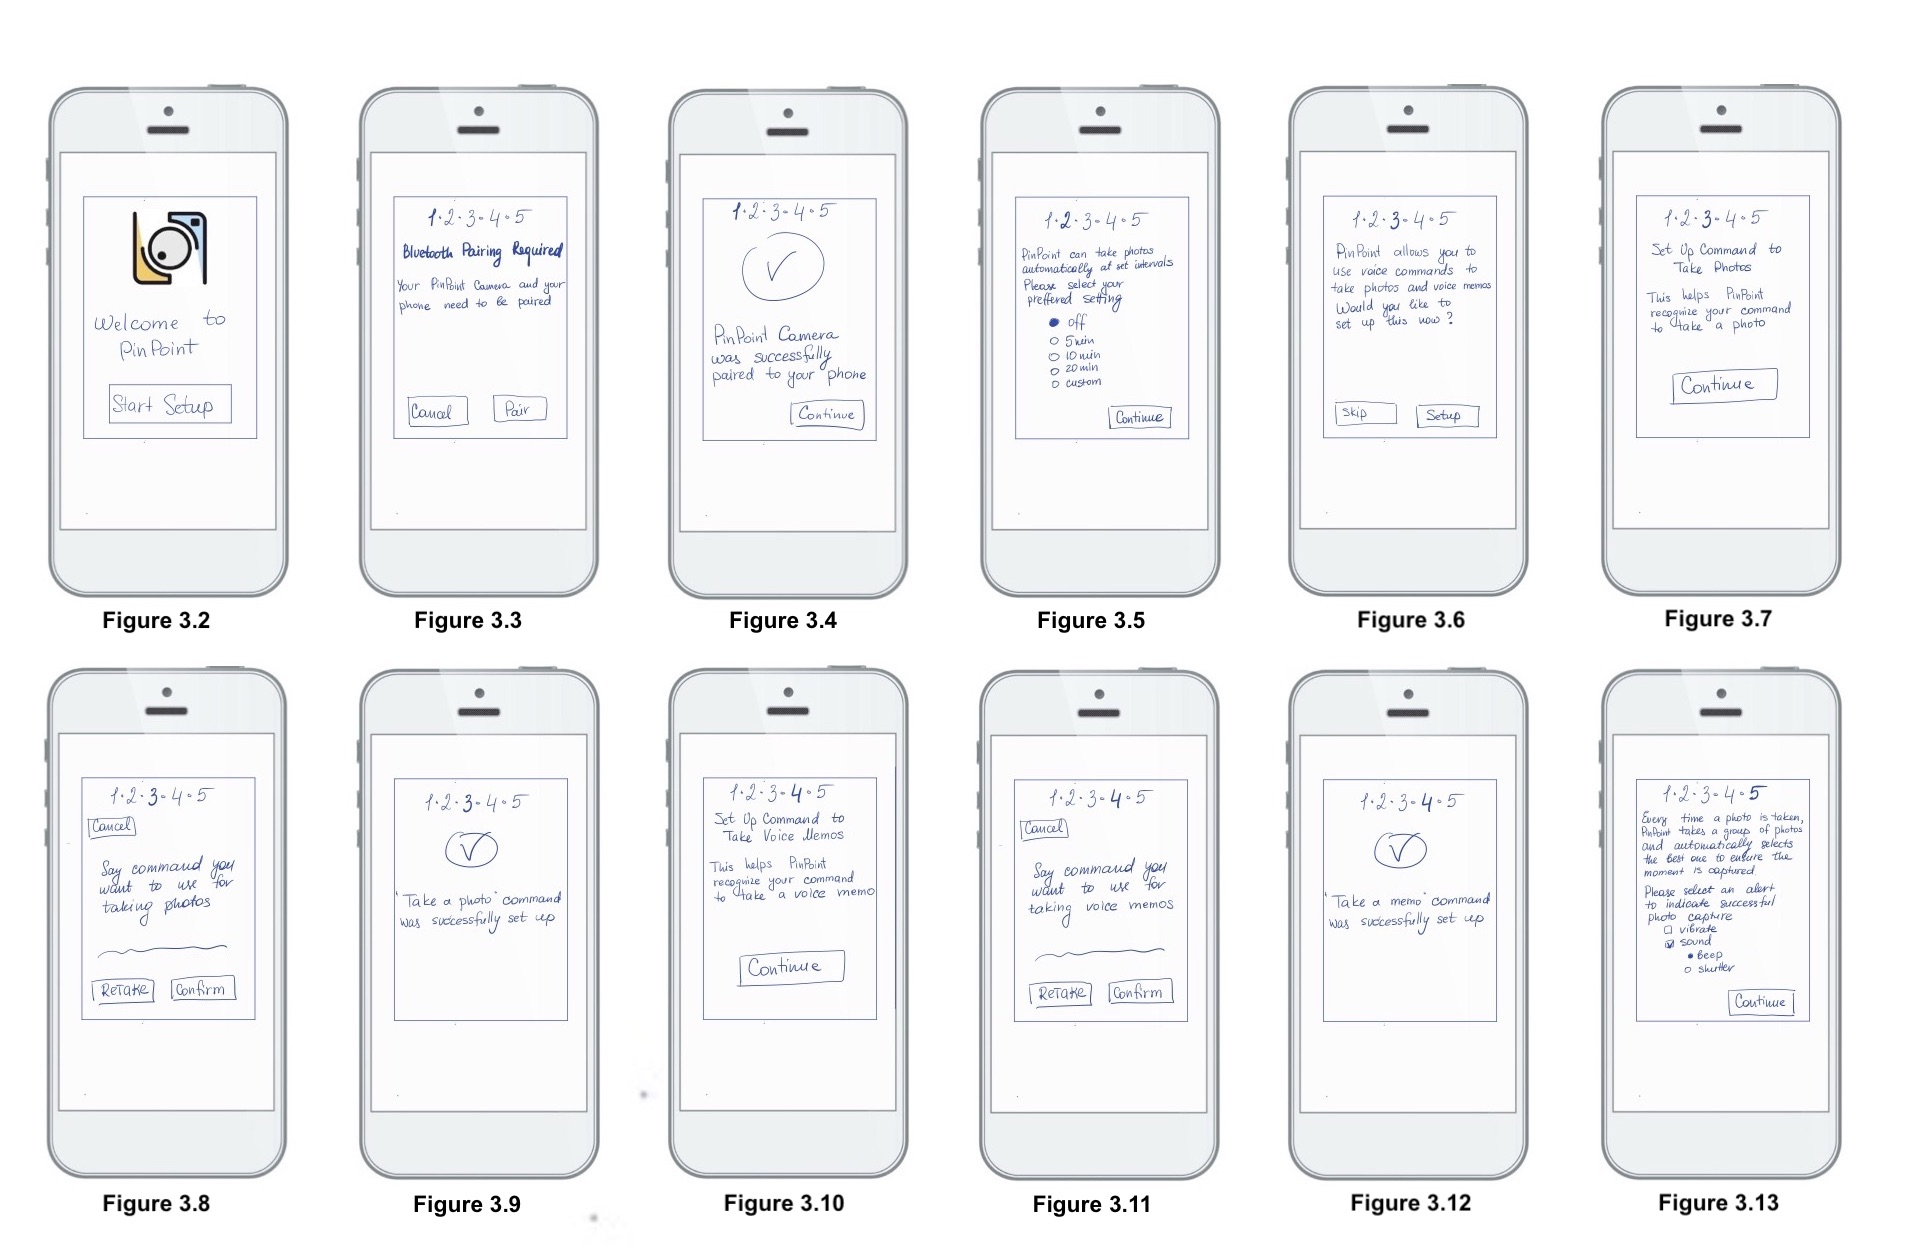 1 · 2 · 3 - 4 · 5
Welcome to
PinPoint
Start Setup
Figure 3.2
Bluetooth Pairing Required
Your PinPoint Camera and your
phone need to be paired
Cancel
Pair
Figure 3.3
1 · 2 · 3 - 4 · 5
PinPoint Camera
was successfully
paired to your phone
Continue
Figure 3.4
1 · 2 · 3 - 4 · 5
PinPoint can take photos
automatically at set intervals
Please select your
preffered setting
off
5 min
10 min
20 min
custom
Continue
Figure 3.5
1 · 2 · 3 - 4 · 5
PinPoint allows you to
use voice commands to
take photos and voice memos
Would you like to
set up this now?
Skip
Setup
Figure 3.6
1 · 2 · 3 - 4 · 5
Set Up Command to
Take Photos
This helps PinPoint
recognize your command
to take a photo
Continue
Figure 3.7
1 · 2 · 3 - 4 · 5
Cancel
Say command you
want to use for
taking photos
Retake
Confirm
Figure 3.8
1 · 2 · 3 - 4 · 5
'Take a photo' command
was successfully set up
Figure 3.9
1 · 2 · 3 - 4 · 5
Set Up Command to
Take Voice Memos
This helps PinPoint
recognize your command
to take a voice memo
Continue
Figure 3.10
1 · 2 · 3 - 4 · 5
Cancel
Say command you
want to use for
taking voice memos
Retake
Confirm
Figure 3.11
1 · 2 · 3 - 4 · 5
'Take a memo' command
was successfully set up
Figure 3.12
1 · 2 · 3 - 4 · 5
Every time a photo is taken,
PinPoint takes a group of photos
and automatically selects
the best one to ensure the
moment is captured
Please select an alert
to indicate successful
photo capture
vibrate
sound
beep
shutter
Continue
Figure 3.13